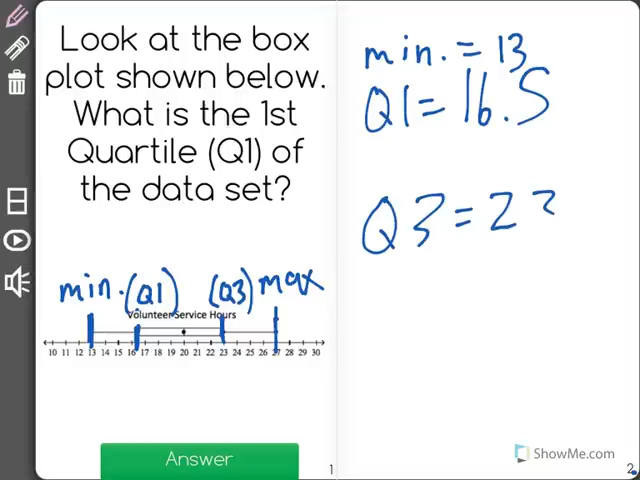 Look at the box
plot shown below.
What is the 1st
Quartile (Q1) of
the data set?
min. (Q1) (Q3) max
Volunteer Service Hours
10 11 12 13 14 15 16 17 18 19 20 21 22 23 24 25 26 27 28 29 30
Answer
1
min. = 13
Q1 = 16.5
Q3 = 23
ShowMe.com
2